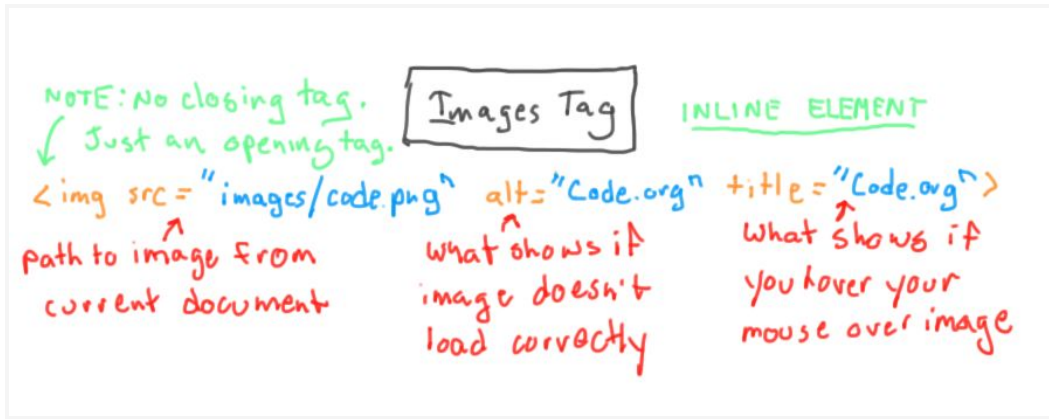 Images Tag
NOTE: No closing tag.
Just an opening tag.
INLINE ELEMENT
<img src="images/code.png" alt="Code.org" title="Code.org">
path to image from
current document
what shows if
image doesn't
load correctly
what shows if
you hover your
mouse over image